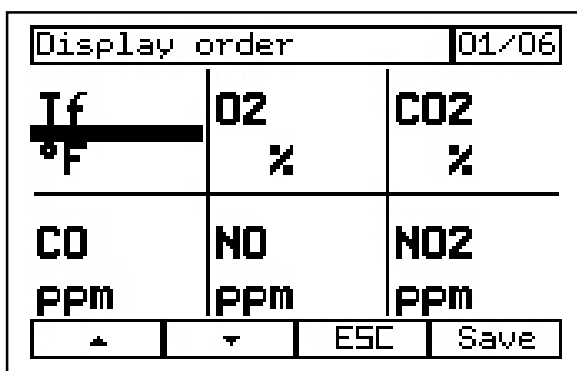 Display order 01/06
Tf O2 CO2
°F % %
CO NO NO2
ppm ppm ppm
▲ ▼ ESC Save